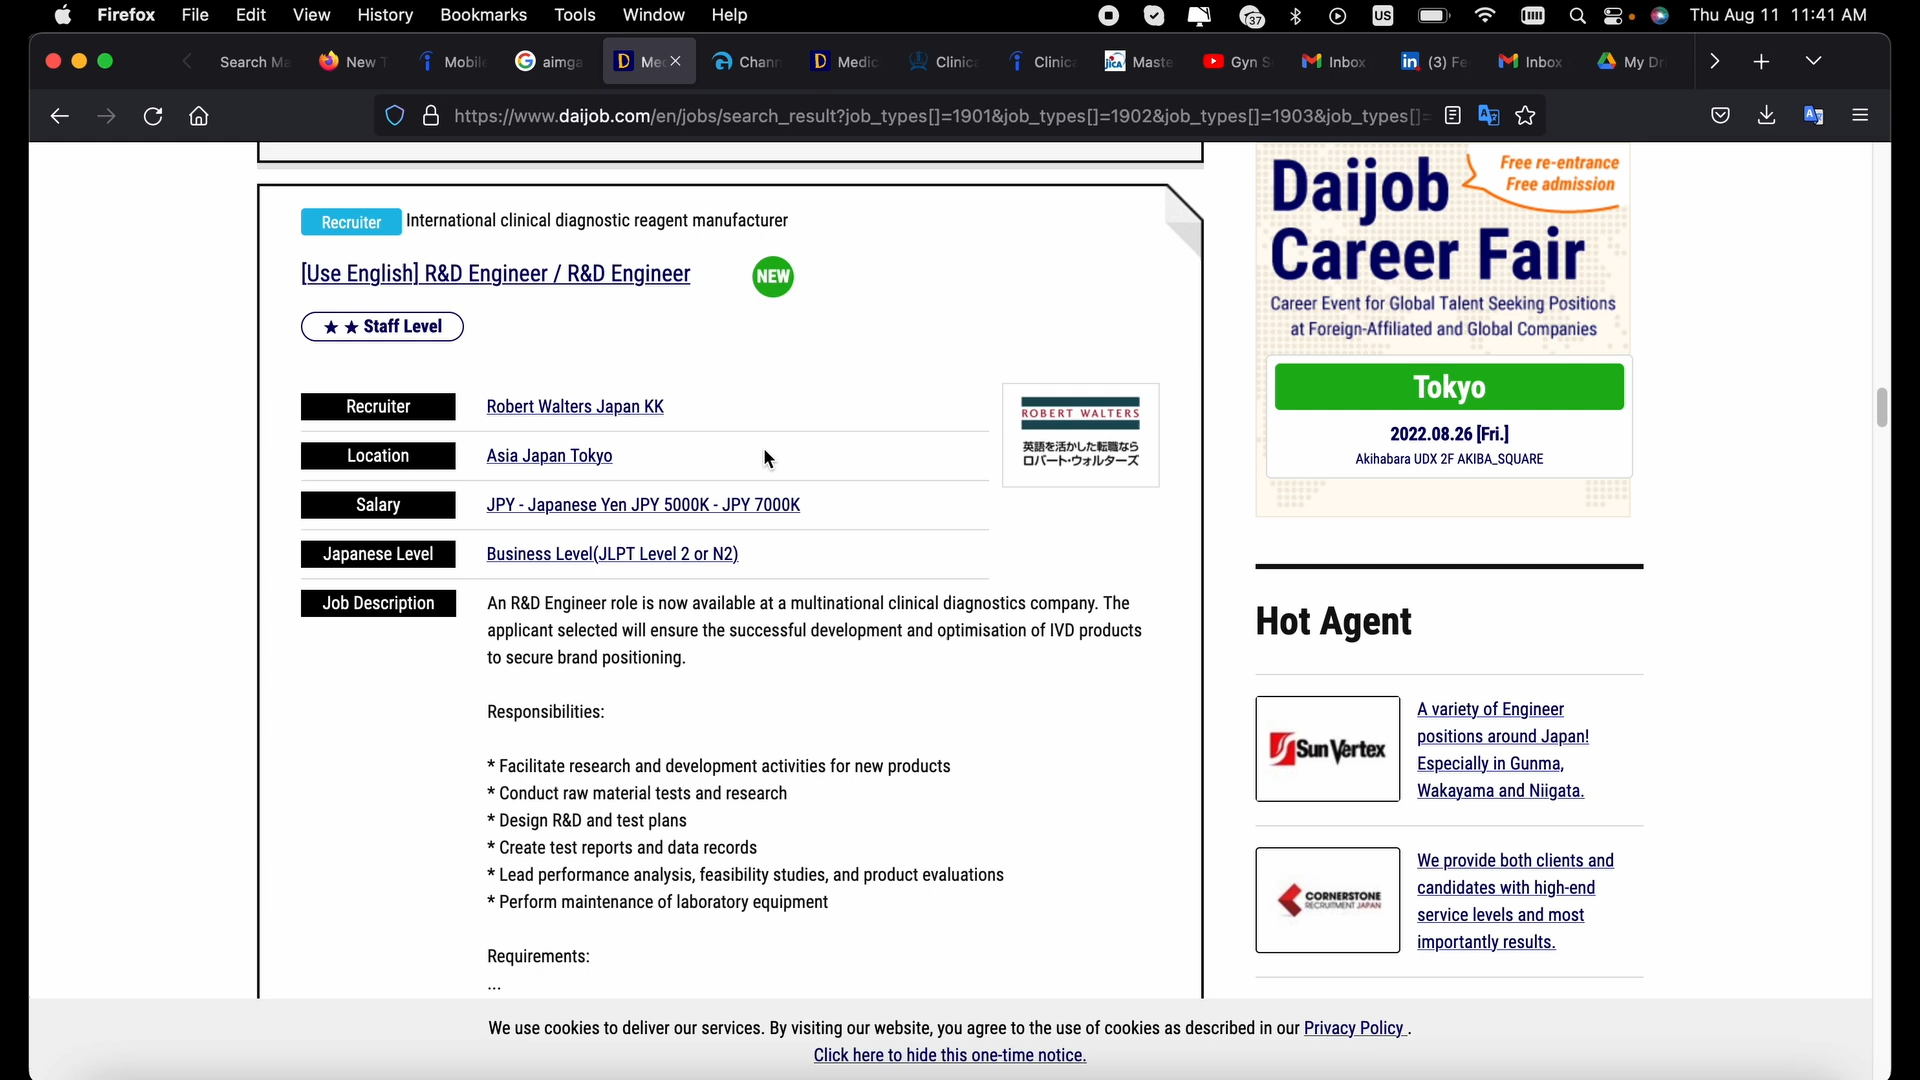 Firefox File Edit View History Bookmarks Tools Window Help 37 US Thu Aug 11 11:41 AM
Search Ma New T Mobil aimga Med Chann Medic Clinica Clinica Maste Gyn S Inbox (3) Fe Inbox My Dri
https://www.daijob.com/en/jobs/search_result?job_types[]=1901&job_types[]=1902&job_types[]=1903&job_types[]=
Recruiter International clinical diagnostic reagent manufacturer
[Use English] R&D Engineer / R&D Engineer NEW
★ ★ Staff Level
Recruiter Robert Walters Japan KK
Location Asia Japan Tokyo
Salary JPY - Japanese Yen JPY 5000K - JPY 7000K
Japanese Level Business Level(JLPT Level 2 or N2)
ROBERT WALTERS
英語を活かした転職なら
ロバート・ウォルターズ
Job Description An R&D Engineer role is now available at a multinational clinical diagnostics company. The
applicant selected will ensure the successful development and optimisation of IVD products
to secure brand positioning.
Responsibilities:
* Facilitate research and development activities for new products
* Conduct raw material tests and research
* Design R&D and test plans
* Create test reports and data records
* Lead performance analysis, feasibility studies, and product evaluations
* Perform maintenance of laboratory equipment
Requirements:
...
Free re-entrance
Free admission
Daijob
Career Fair
Career Event for Global Talent Seeking Positions
at Foreign-Affiliated and Global Companies
Tokyo
2022.08.26 [Fri.]
Akihabara UDX 2F AKIBA_SQUARE
Hot Agent
Sun Vertex
A variety of Engineer
positions around Japan!
Especially in Gunma,
Wakayama and Niigata.
CORNERSTONE
RECRUITMENT JAPAN
We provide both clients and
candidates with high-end
service levels and most
importantly results.
We use cookies to deliver our services. By visiting our website, you agree to the use of cookies as described in our Privacy Policy .
Click here to hide this one-time notice.